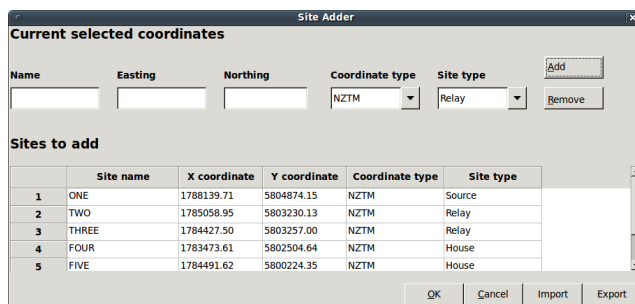 Site Adder
Current selected coordinates
Name Easting Northing Coordinate type Site type
Add
NZTM Relay
Remove
Sites to add
Site name X coordinate Y coordinate Coordinate type Site type
1 ONE 1788139.71 5804874.15 NZTM Source
2 TWO 1785058.95 5803230.13 NZTM Relay
3 THREE 1784427.50 5803257.00 NZTM Relay
4 FOUR 1783473.61 5802504.64 NZTM House
5 FIVE 1784491.62 5800224.35 NZTM House
OK Cancel Import Export